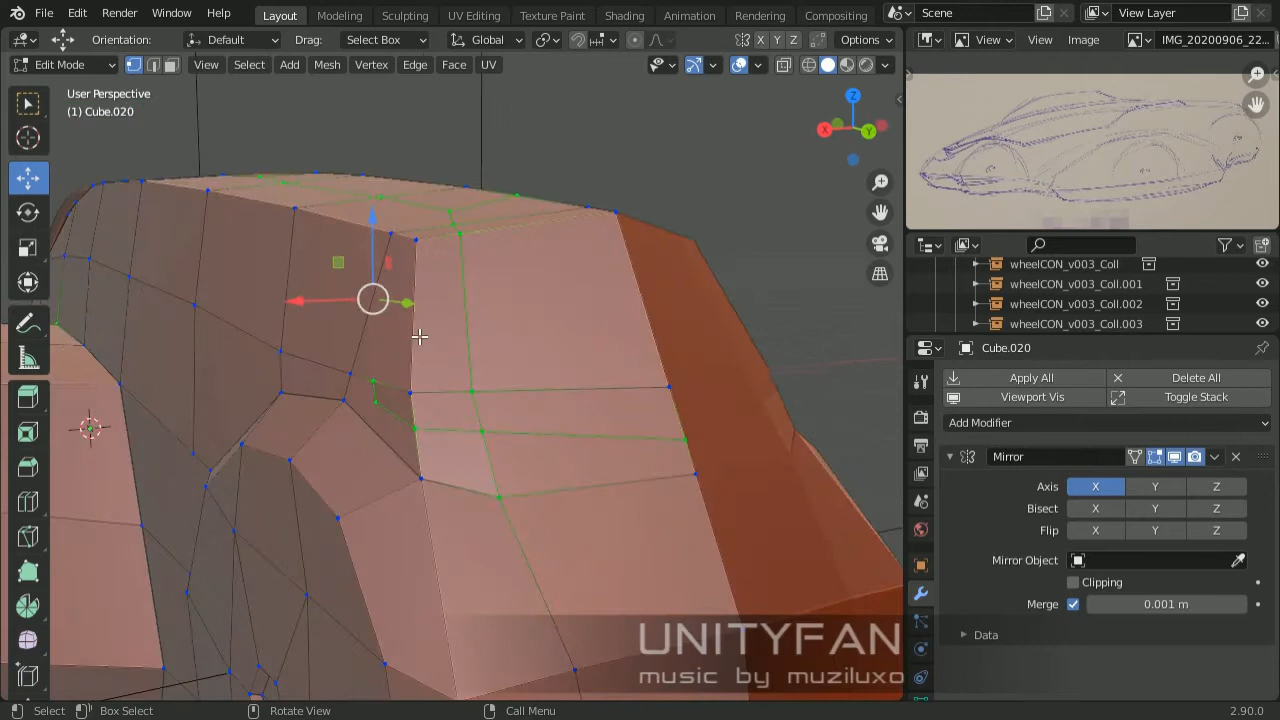 File Edit Render Window Help Layout Modeling Sculpting UV Editing Texture Paint Shading Animation Rendering Compositing Scene View Layer
Orientation: Default Drag: Select Box Global X Y Z Options View View Image IMG_20200906_22...
Edit Mode View Select Add Mesh Vertex Edge Face UV
User Perspective
(1) Cube.020
Z
X
Y
wheelCON_v003_Coll
wheelCON_v003_Coll.001
wheelCON_v003_Coll.002
wheelCON_v003_Coll.003
Cube.020
Apply All Delete All
Viewport Vis Toggle Stack
Add Modifier
Mirror
Axis X Y Z
Bisect X Y Z
Flip X Y Z
Mirror Object
Clipping
Merge 0.001 m
Data
UNITYFAN
music by muziluxo
Select Box Select Rotate View Call Menu 2.90.0